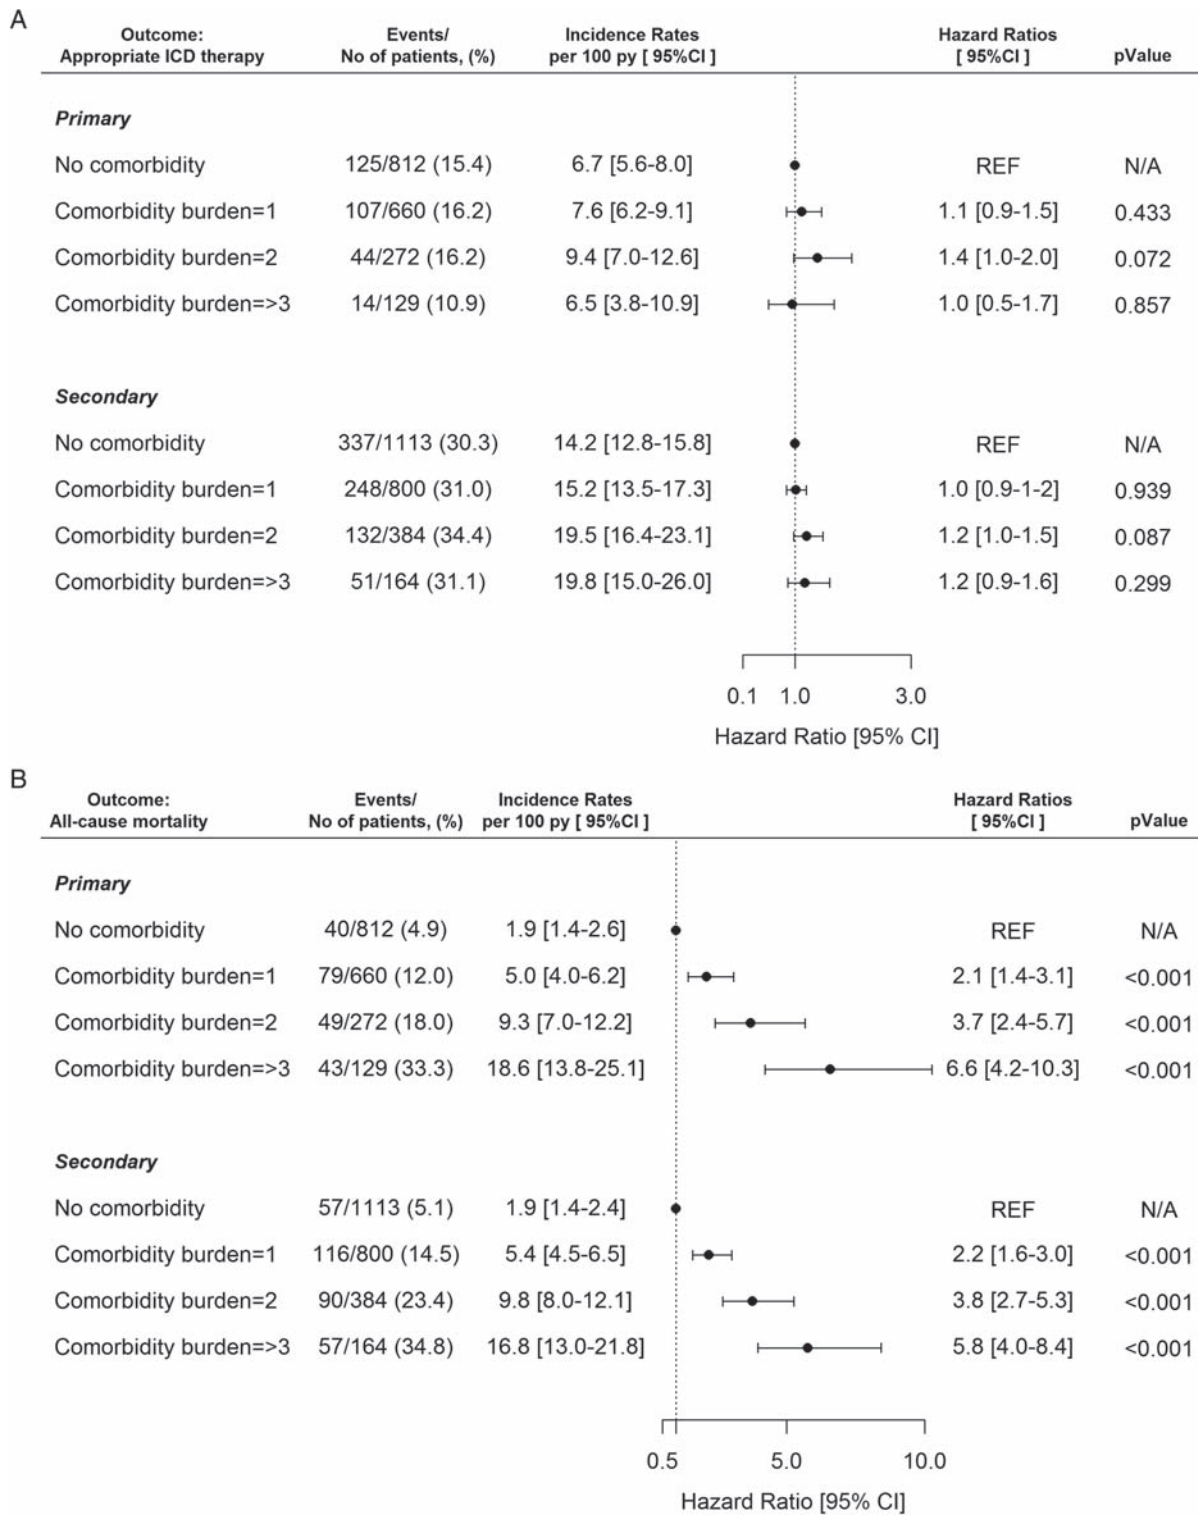 A
Outcome: Events/ Incidence Rates Hazard Ratios
Appropriate ICD therapy No of patients, (%) per 100 py [ 95%CI ] [ 95%CI ] pValue
Primary
No comorbidity 125/812 (15.4) 6.7 [5.6-8.0] REF N/A
Comorbidity burden=1 107/660 (16.2) 7.6 [6.2-9.1] 1.1 [0.9-1.5] 0.433
Comorbidity burden=2 44/272 (16.2) 9.4 [7.0-12.6] 1.4 [1.0-2.0] 0.072
Comorbidity burden=>3 14/129 (10.9) 6.5 [3.8-10.9] 1.0 [0.5-1.7] 0.857
Secondary
No comorbidity 337/1113 (30.3) 14.2 [12.8-15.8] REF N/A
Comorbidity burden=1 248/800 (31.0) 15.2 [13.5-17.3] 1.0 [0.9-1-2] 0.939
Comorbidity burden=2 132/384 (34.4) 19.5 [16.4-23.1] 1.2 [1.0-1.5] 0.087
Comorbidity burden=>3 51/164 (31.1) 19.8 [15.0-26.0] 1.2 [0.9-1.6] 0.299
0.1 1.0 3.0
Hazard Ratio [95% CI]
B
Outcome: Events/ Incidence Rates Hazard Ratios
All-cause mortality No of patients, (%) per 100 py [ 95%CI ] [ 95%CI ] pValue
Primary
No comorbidity 40/812 (4.9) 1.9 [1.4-2.6] REF N/A
Comorbidity burden=1 79/660 (12.0) 5.0 [4.0-6.2] 2.1 [1.4-3.1] <0.001
Comorbidity burden=2 49/272 (18.0) 9.3 [7.0-12.2] 3.7 [2.4-5.7] <0.001
Comorbidity burden=>3 43/129 (33.3) 18.6 [13.8-25.1] 6.6 [4.2-10.3] <0.001
Secondary
No comorbidity 57/1113 (5.1) 1.9 [1.4-2.4] REF N/A
Comorbidity burden=1 116/800 (14.5) 5.4 [4.5-6.5] 2.2 [1.6-3.0] <0.001
Comorbidity burden=2 90/384 (23.4) 9.8 [8.0-12.1] 3.8 [2.7-5.3] <0.001
Comorbidity burden=>3 57/164 (34.8) 16.8 [13.0-21.8] 5.8 [4.0-8.4] <0.001
0.5 5.0 10.0
Hazard Ratio [95% CI]